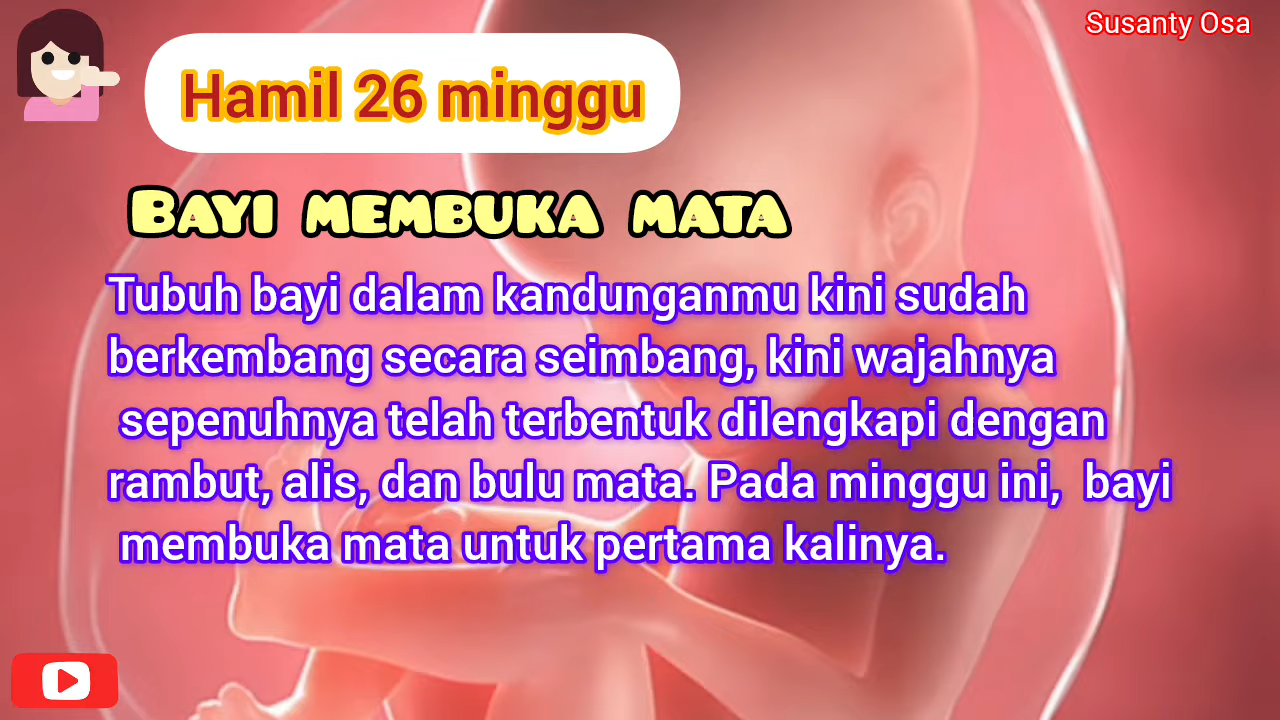 Susanty Osa
Hamil 26 minggu
Bayi membuka mata
Tubuh bayi dalam kandunganmu kini sudah
berkembang secara seimbang, kini wajahnya
sepenuhnya telah terbentuk dilengkapi dengan
rambut, alis, dan bulu mata. Pada minggu ini, bayi
membuka mata untuk pertama kalinya.